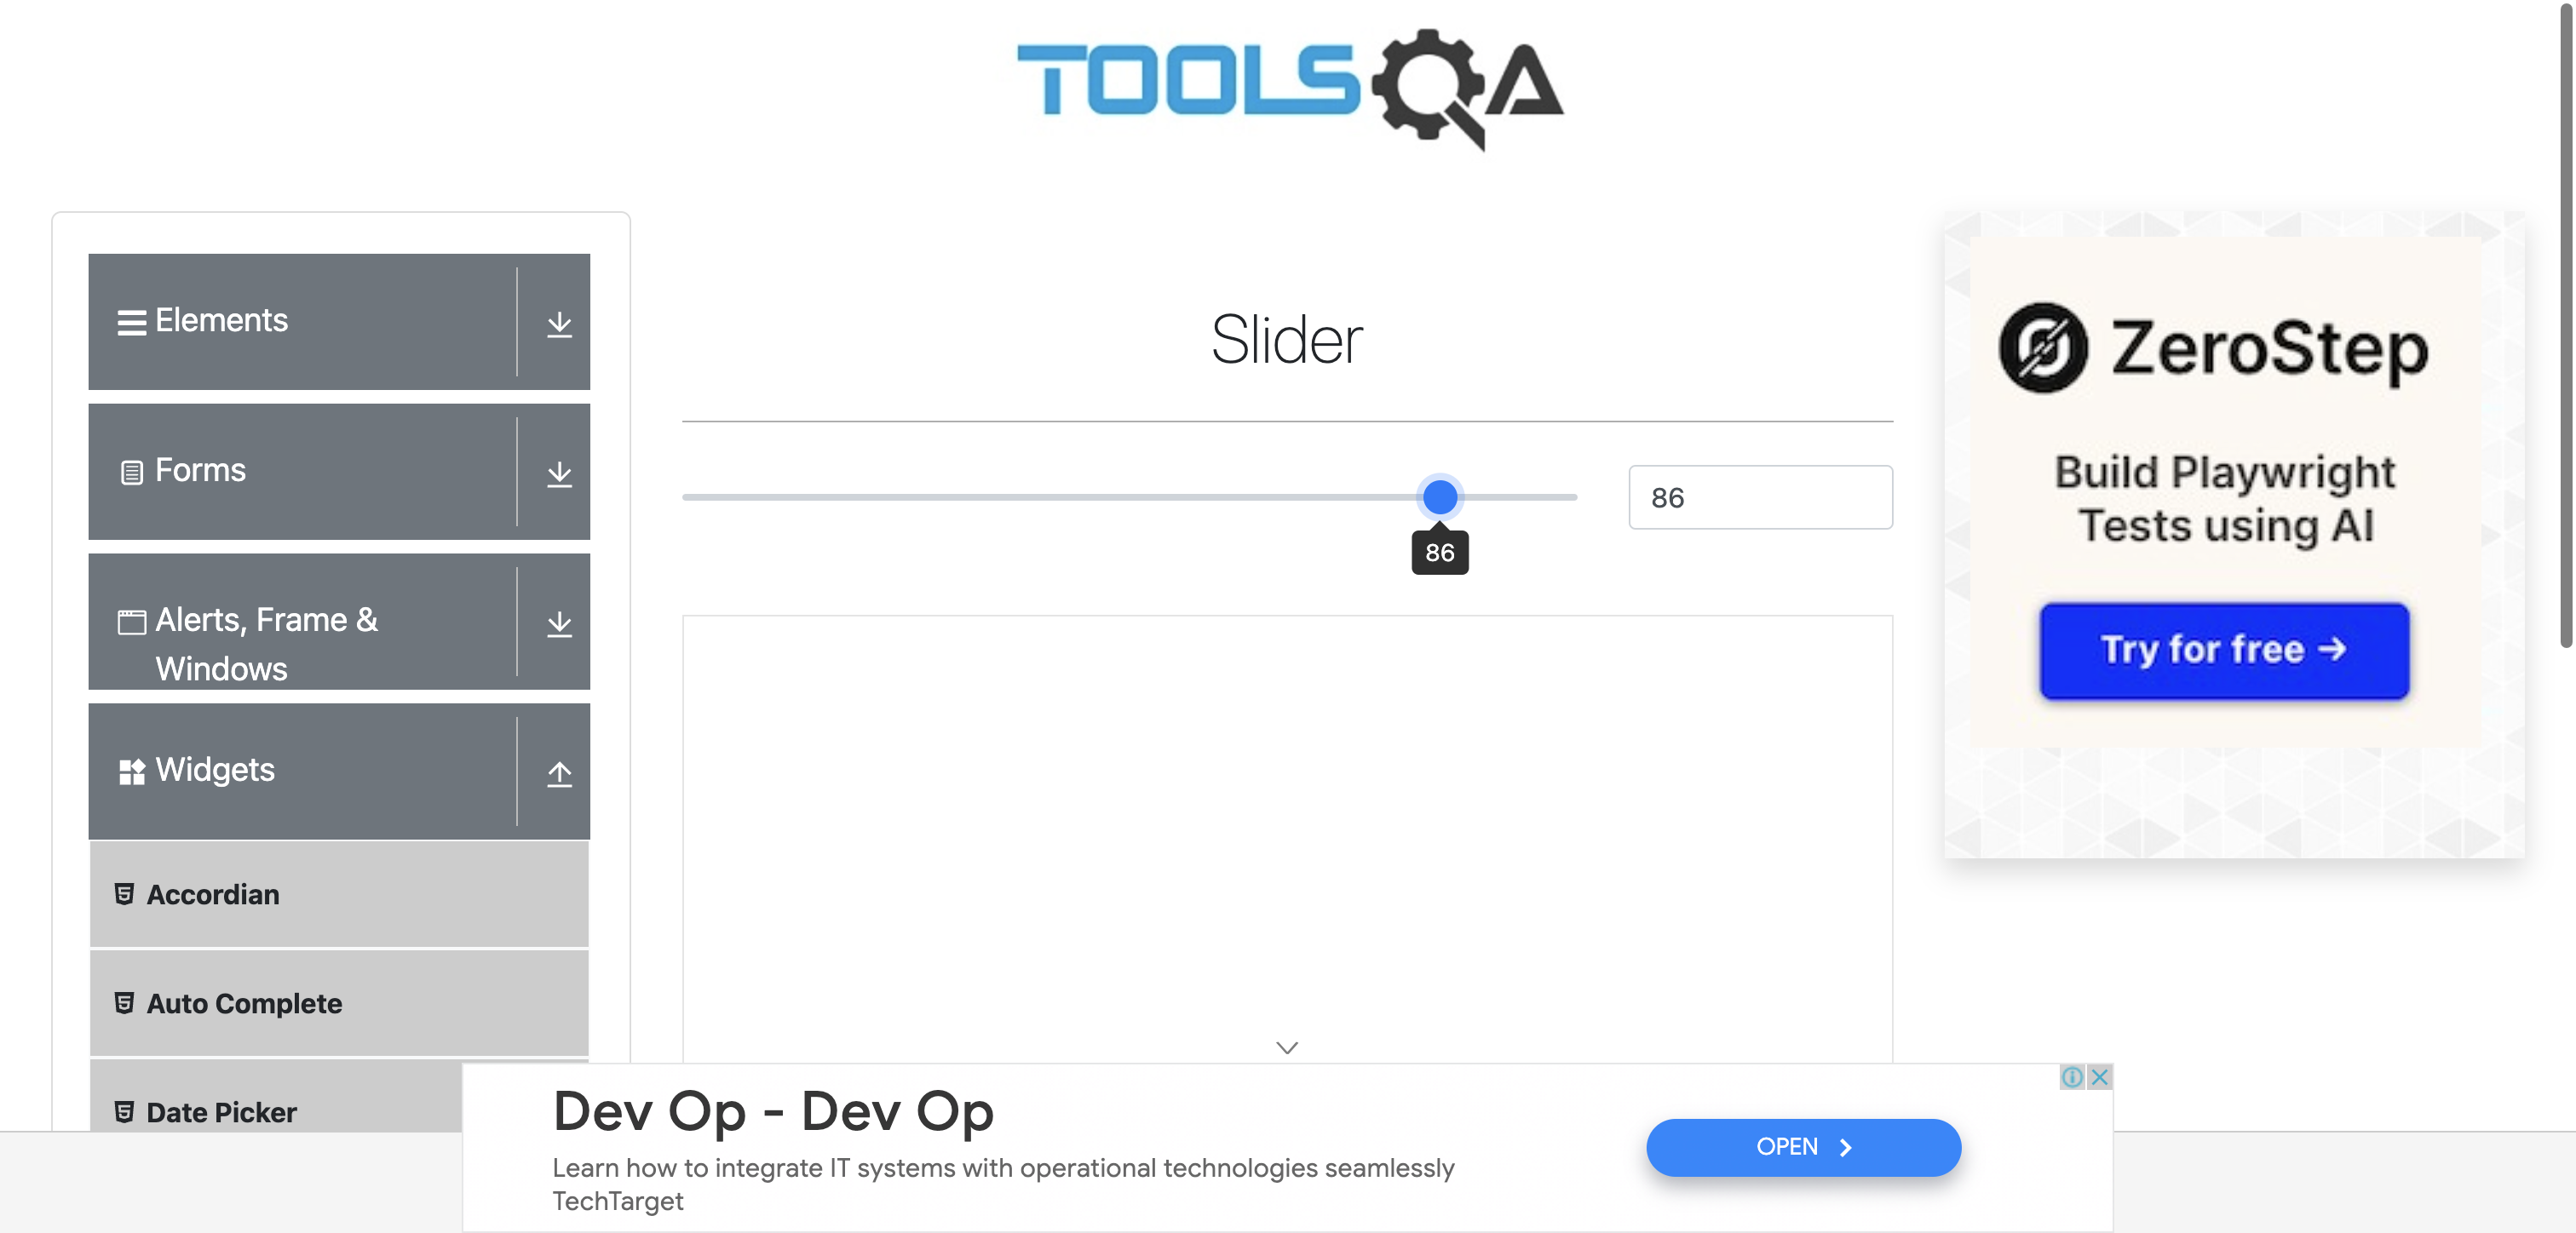 TOOLSQA
Elements
Forms
Alerts, Frame &
Windows
Widgets
Accordian
Auto Complete
Date Picker
Slider
86
86
ZeroStep
Build Playwright
Tests using AI
Try for free →
Dev Op - Dev Op
Learn how to integrate IT systems with operational technologies seamlessly
TechTarget
OPEN